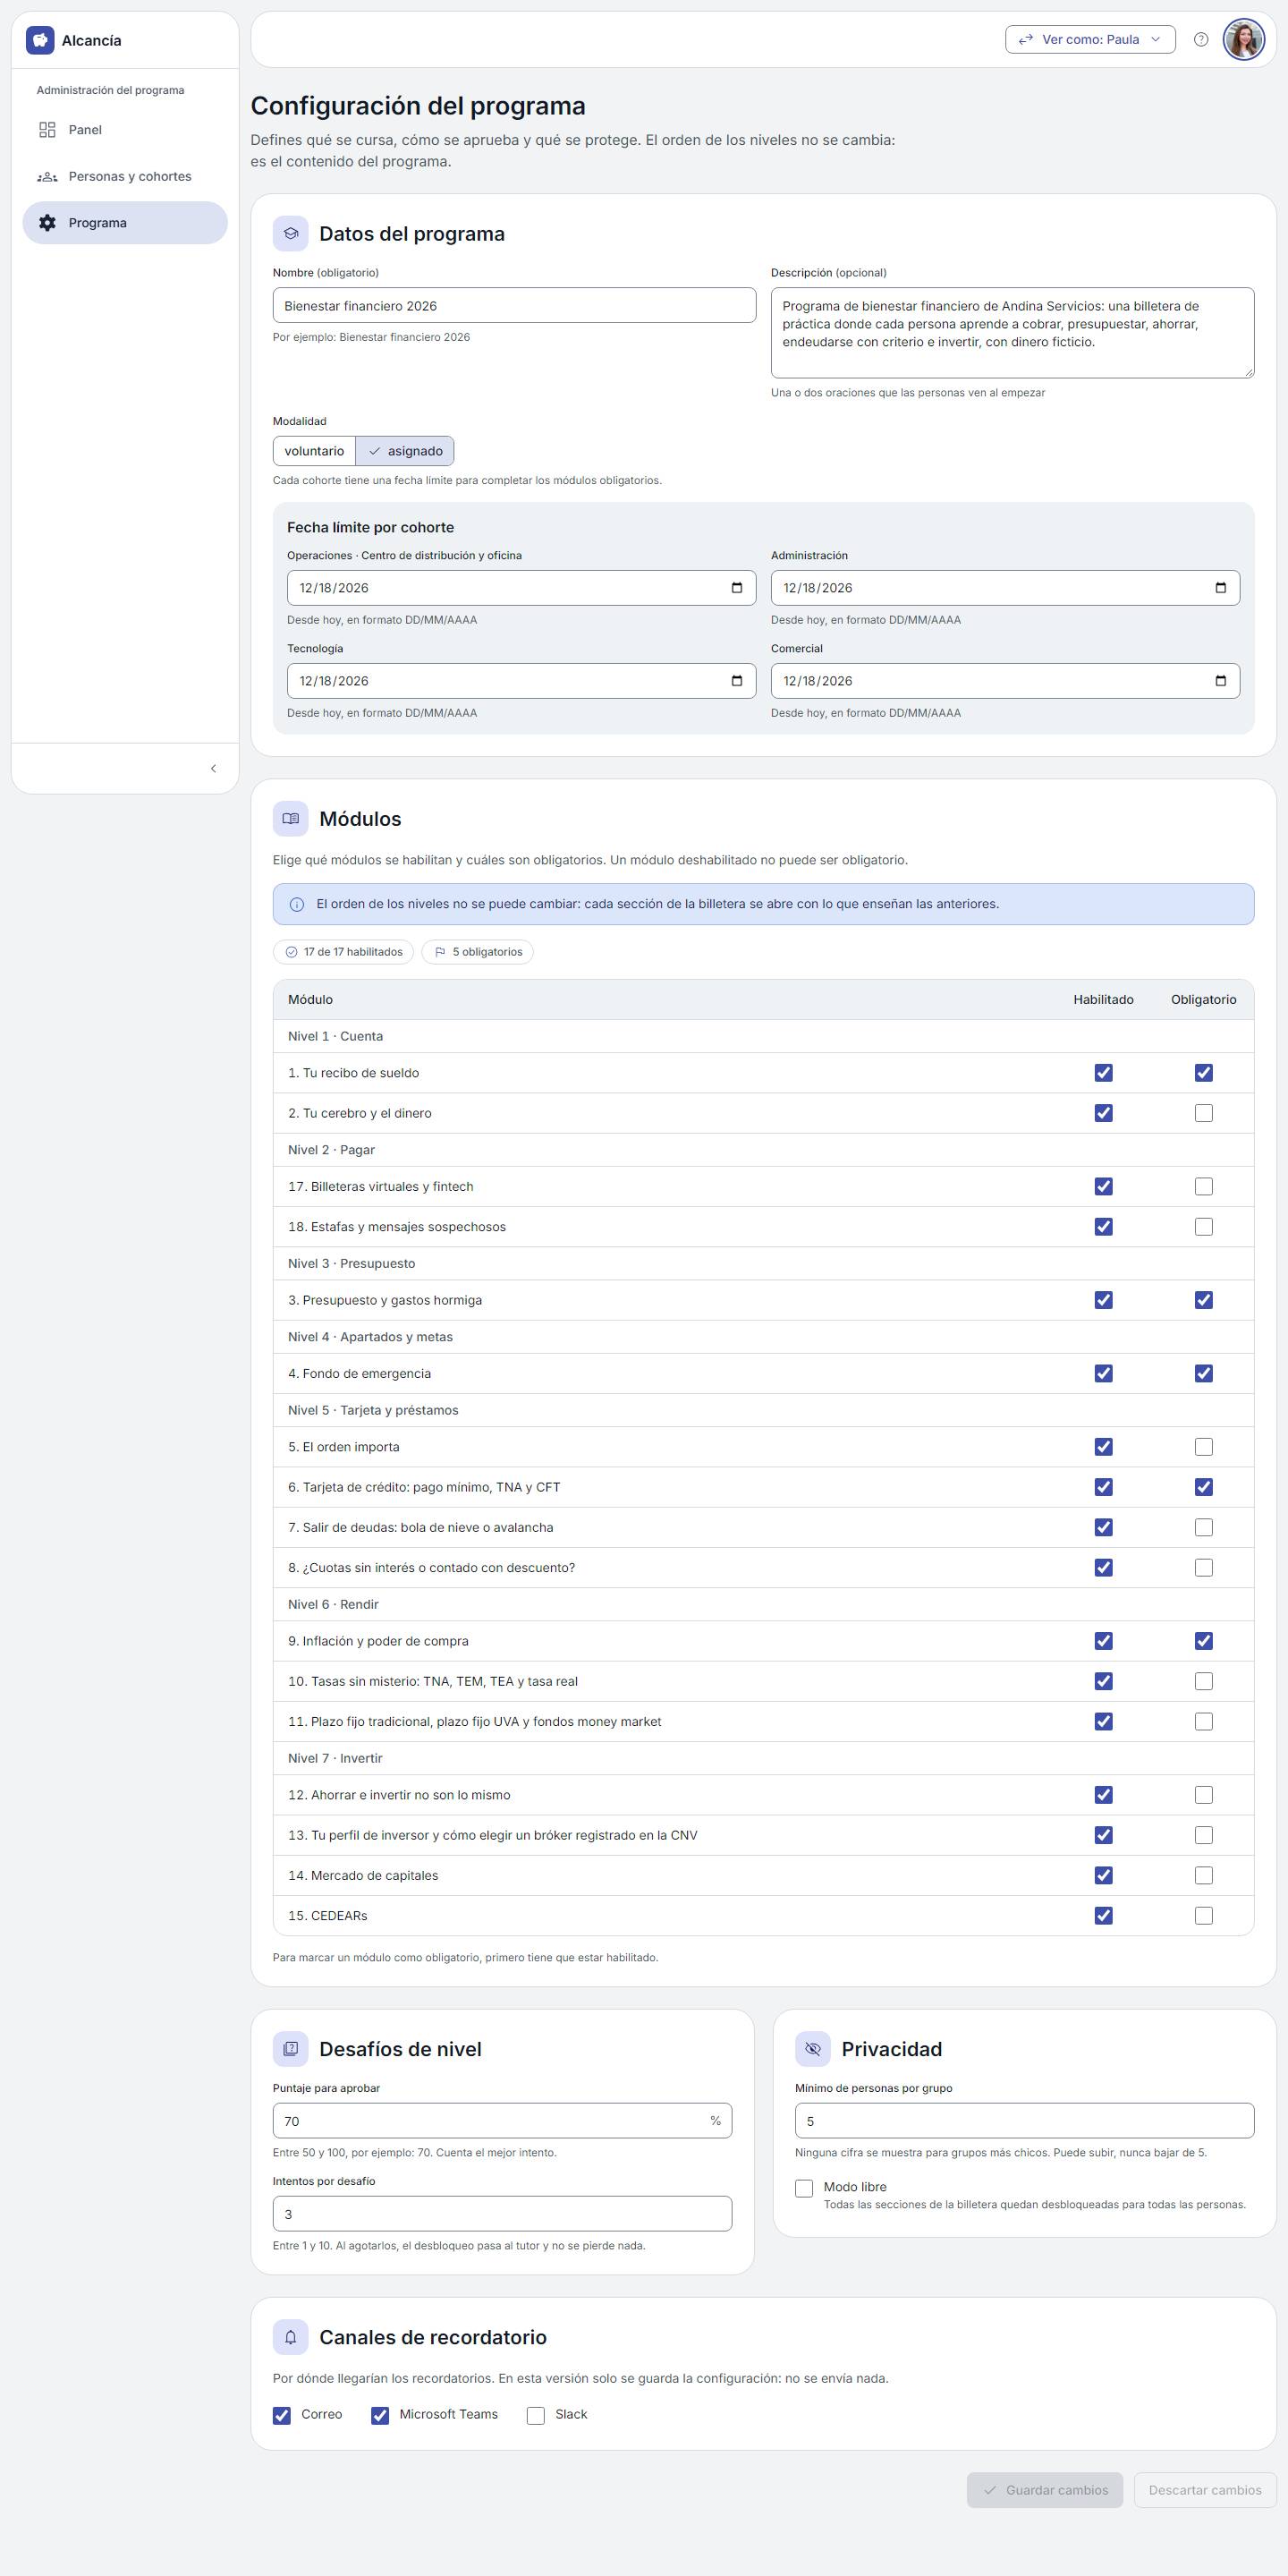 Alcancía
Ver como: Paula
Administración del programa
Panel
Personas y cohortes
Programa
Configuración del programa
Defines qué se cursa, cómo se aprueba y qué se protege. El orden de los niveles no se cambia:
es el contenido del programa.
Datos del programa
Nombre (obligatorio)
Bienestar financiero 2026
Por ejemplo: Bienestar financiero 2026
Descripción (opcional)
Programa de bienestar financiero de Andina Servicios: una billetera de
práctica donde cada persona aprende a cobrar, presupuestar, ahorrar,
endeudarse con criterio e invertir, con dinero ficticio.
Una o dos oraciones que las personas ven al empezar
Modalidad
voluntario
asignado
Cada cohorte tiene una fecha límite para completar los módulos obligatorios.
Fecha límite por cohorte
Operaciones · Centro de distribución y oficina
12/18/2026
Desde hoy, en formato DD/MM/AAAA
Administración
12/18/2026
Desde hoy, en formato DD/MM/AAAA
Tecnología
12/18/2026
Desde hoy, en formato DD/MM/AAAA
Comercial
12/18/2026
Desde hoy, en formato DD/MM/AAAA
Módulos
Elige qué módulos se habilitan y cuáles son obligatorios. Un módulo deshabilitado no puede ser obligatorio.
El orden de los niveles no se puede cambiar: cada sección de la billetera se abre con lo que enseñan las anteriores.
17 de 17 habilitados
5 obligatorios
Módulo Habilitado Obligatorio
Nivel 1 · Cuenta
1. Tu recibo de sueldo
2. Tu cerebro y el dinero
Nivel 2 · Pagar
17. Billeteras virtuales y fintech
18. Estafas y mensajes sospechosos
Nivel 3 · Presupuesto
3. Presupuesto y gastos hormiga
Nivel 4 · Apartados y metas
4. Fondo de emergencia
Nivel 5 · Tarjeta y préstamos
5. El orden importa
6. Tarjeta de crédito: pago mínimo, TNA y CFT
7. Salir de deudas: bola de nieve o avalancha
8. ¿Cuotas sin interés o contado con descuento?
Nivel 6 · Rendir
9. Inflación y poder de compra
10. Tasas sin misterio: TNA, TEM, TEA y tasa real
11. Plazo fijo tradicional, plazo fijo UVA y fondos money market
Nivel 7 · Invertir
12. Ahorrar e invertir no son lo mismo
13. Tu perfil de inversor y cómo elegir un bróker registrado en la CNV
14. Mercado de capitales
15. CEDEARs
Para marcar un módulo como obligatorio, primero tiene que estar habilitado.
Desafíos de nivel
Puntaje para aprobar
70 %
Entre 50 y 100, por ejemplo: 70. Cuenta el mejor intento.
Intentos por desafío
3
Entre 1 y 10. Al agotarlos, el desbloqueo pasa al tutor y no se pierde nada.
Privacidad
Mínimo de personas por grupo
5
Ninguna cifra se muestra para grupos más chicos. Puede subir, nunca bajar de 5.
Modo libre
Todas las secciones de la billetera quedan desbloqueadas para todas las personas.
Canales de recordatorio
Por dónde llegarían los recordatorios. En esta versión solo se guarda la configuración: no se envía nada.
Correo
Microsoft Teams
Slack
Guardar cambios
Descartar cambios